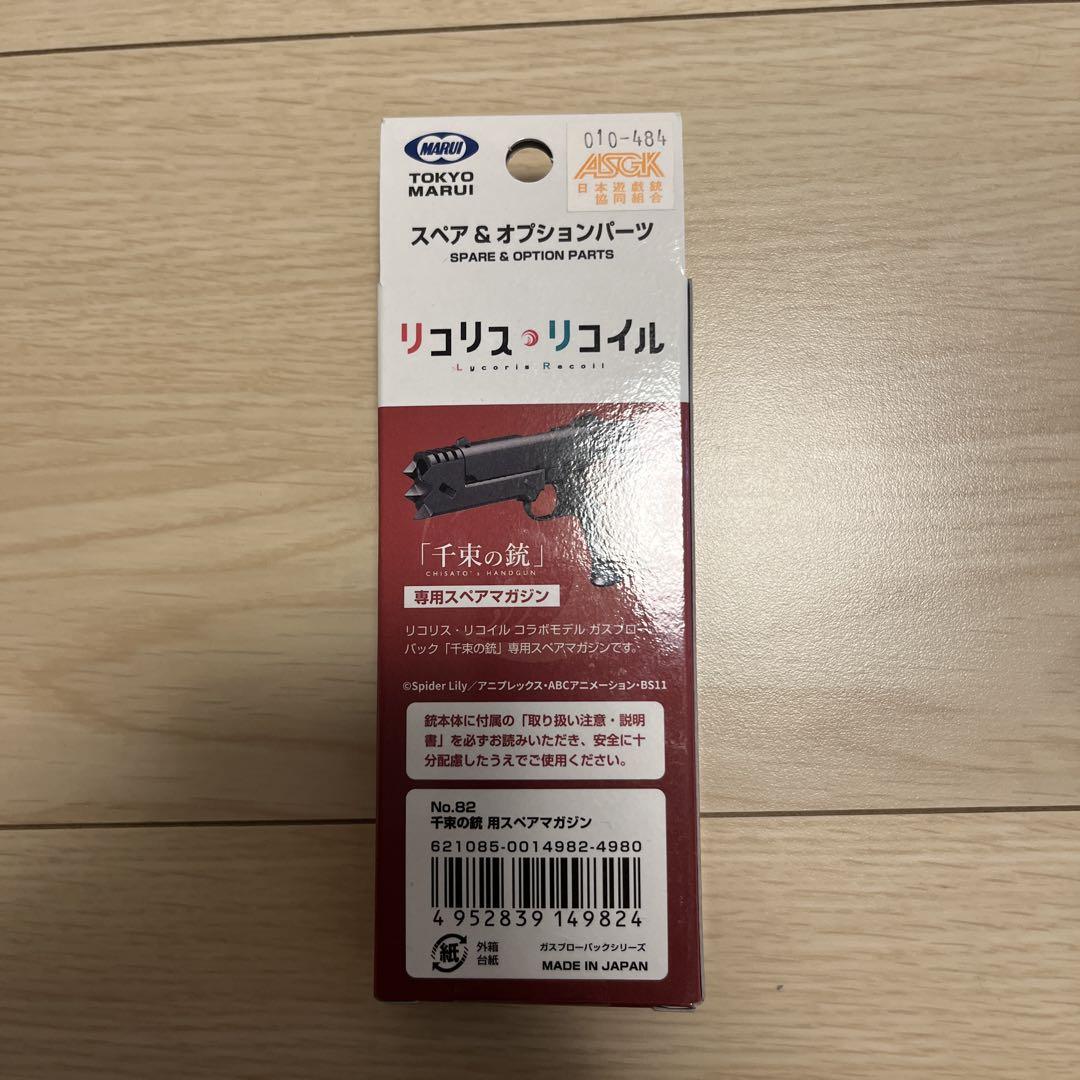 MARUI
TOKYO
MARUI
010-484
ASGK
日本遊戯銃
協同組合
スペア & オプションパーツ
SPARE & OPTION PARTS
リコリス・リコイル
Lycoris Recoil
「千束の銃」
CHISATO's HANDGUN
専用スペアマガジン
リコリス・リコイル コラボモデル ガスブロー
バック「千束の銃」専用スペアマガジンです。
©Spider Lily／アニプレックス・ABCアニメーション・BS11
銃本体に付属の「取り扱い注意・説明
書」を必ずお読みいただき、安全に十
分配慮したうえでご使用ください。
No.82
千束の銃 用スペアマガジン
621085-0014982-4980
4 952839 149824
紙
外箱
台紙
ガスブローバックシリーズ
MADE IN JAPAN